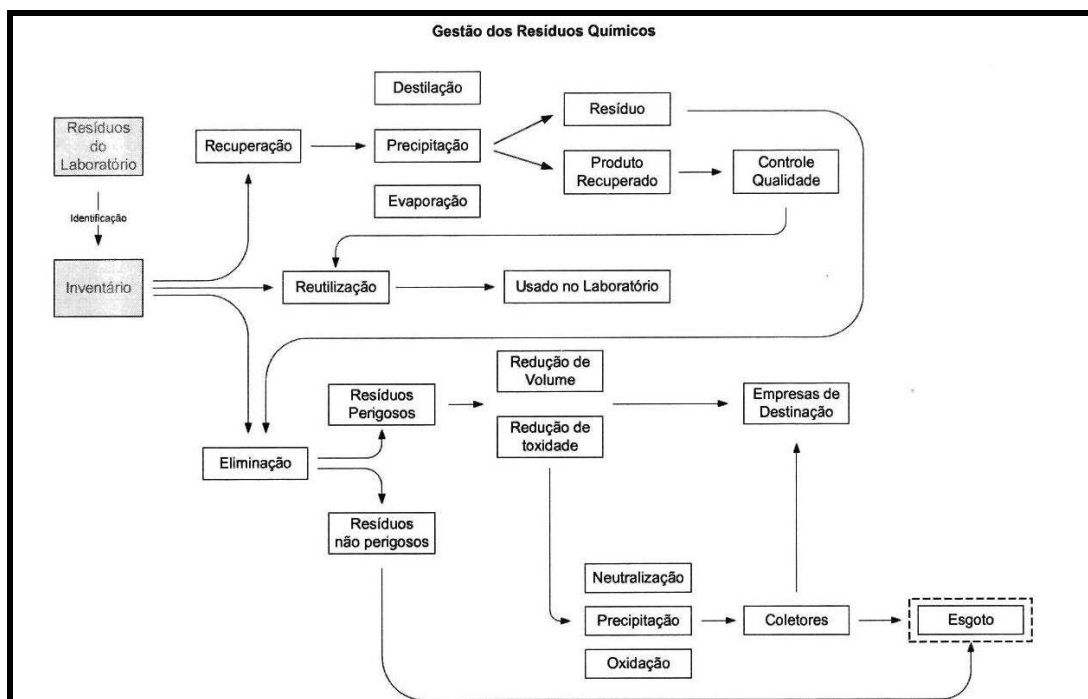 Gestão dos Resíduos Químicos
Resíduos
do
Laboratório
Identificação
Inventário
Recuperação
Destilação
Precipitação
Evaporação
Resíduo
Produto
Recuperado
Controle
Qualidade
Reutilização
Usado no Laboratório
Eliminação
Resíduos
Perigosos
Resíduos
não perigosos
Redução de
Volume
Redução de
toxidade
Empresas de
Destinação
Neutralização
Precipitação
Oxidação
Coletores
Esgoto